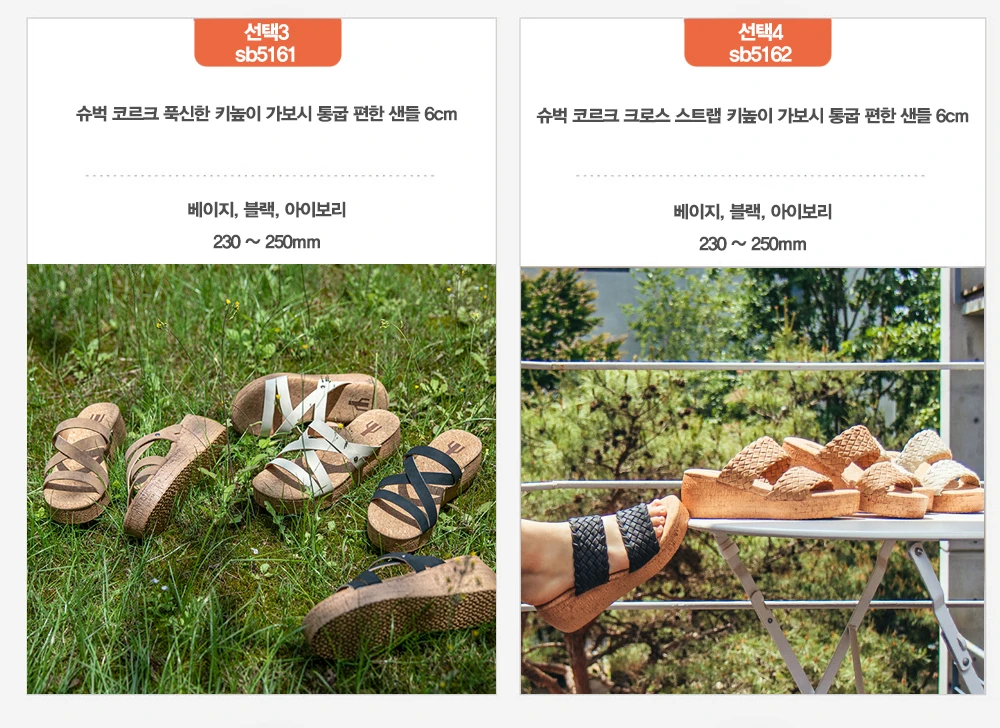 선택3
sb5161
슈벅 코르크 푹신한 키높이 가보시 통굽 편한 샌들 6cm
베이지, 블랙, 아이보리
230 ~ 250mm
선택4
sb5162
슈벅 코르크 크로스 스트랩 키높이 가보시 통굽 편한 샌들 6cm
베이지, 블랙, 아이보리
230 ~ 250mm